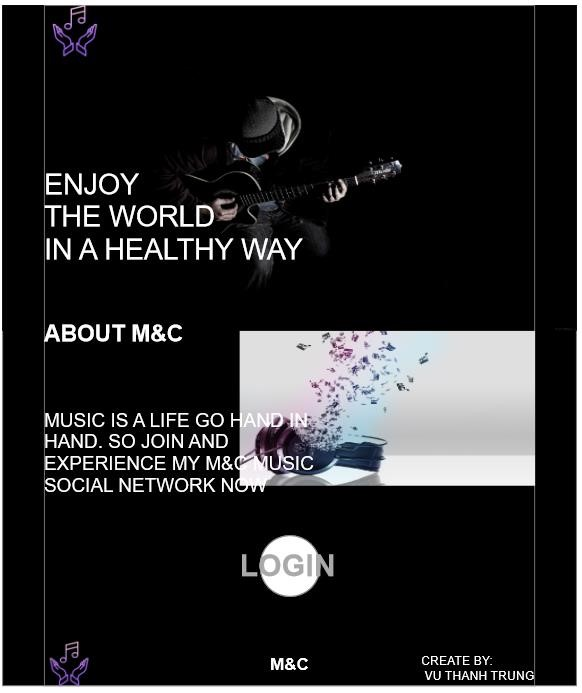 ENJOY
THE WORLD
IN A HEALTHY WAY
ABOUT M&C
MUSIC IS A LIFE GO HAND IN
HAND. SO JOIN AND
EXPERIENCE MY M&C MUSIC
SOCIAL NETWORK NOW
LOGIN
M&C
CREATE BY:
VU THANH TRUNG